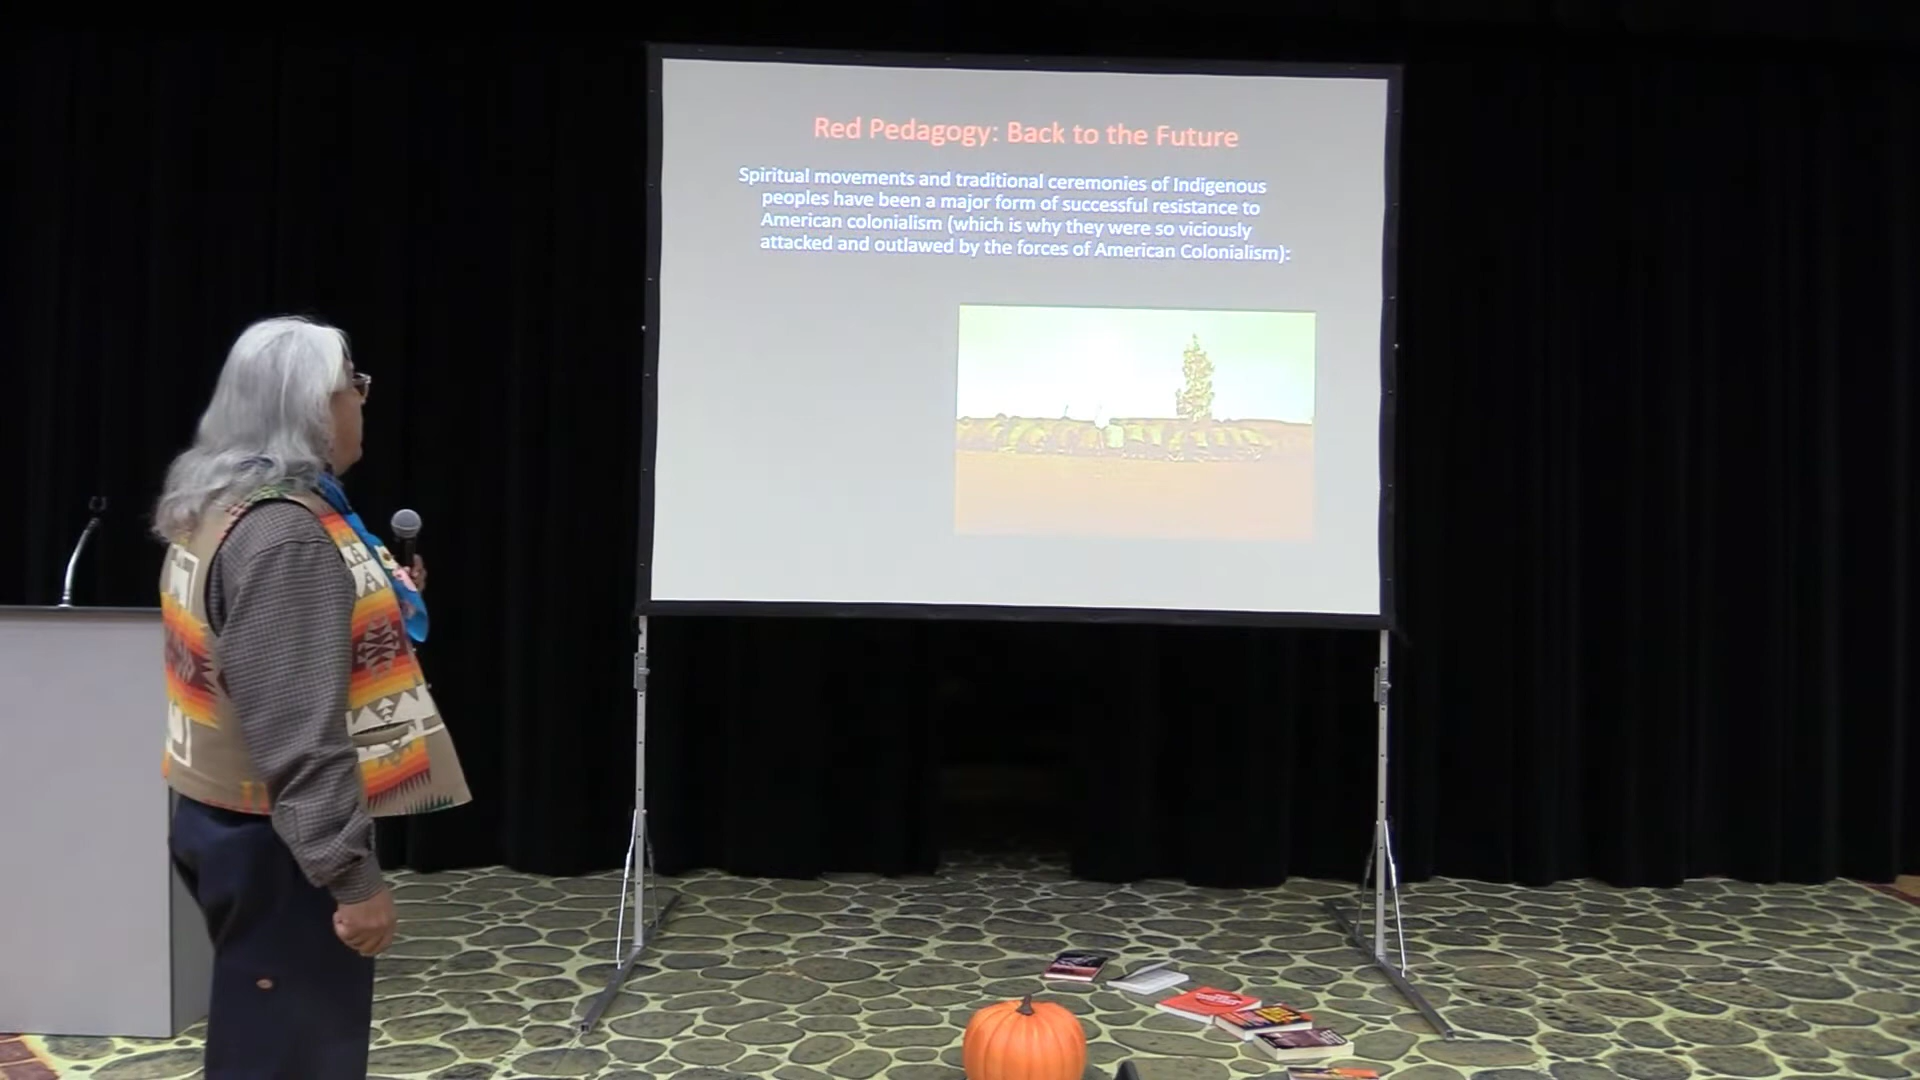 Red Pedagogy: Back to the Future
Spiritual movements and traditional ceremonies of Indigenous
peoples have been a major form of successful resistance to
American colonialism (which is why they were so viciously
attacked and outlawed by the forces of American Colonialism):